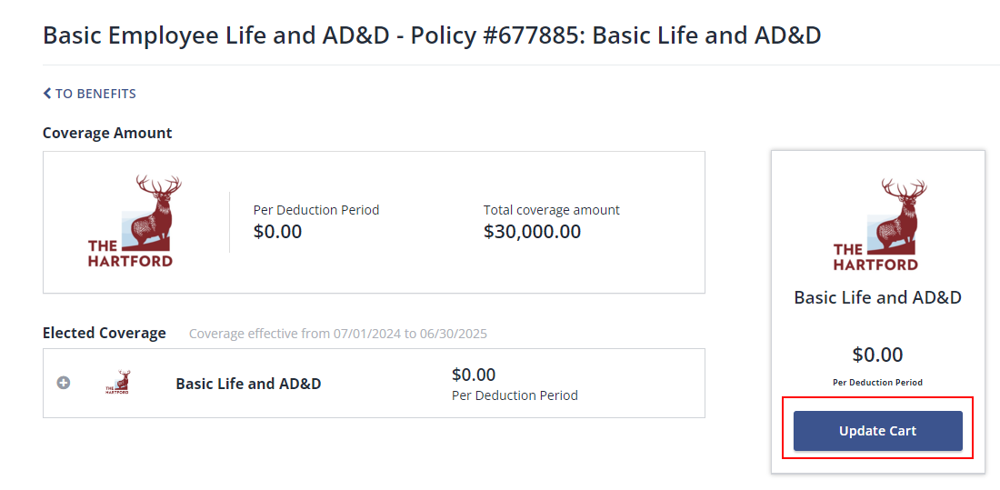 Basic Employee Life and AD&D - Policy #677885: Basic Life and AD&D
TO BENEFITS
Coverage Amount
THE
HARTFORD
Per Deduction Period
$0.00
Total coverage amount
$30,000.00
Elected Coverage
Coverage effective from 07/01/2024 to 06/30/2025
THE
HARTFORD
Basic Life and AD&D
$0.00
Per Deduction Period
THE
HARTFORD
Basic Life and AD&D
$0.00
Per Deduction Period
Update Cart